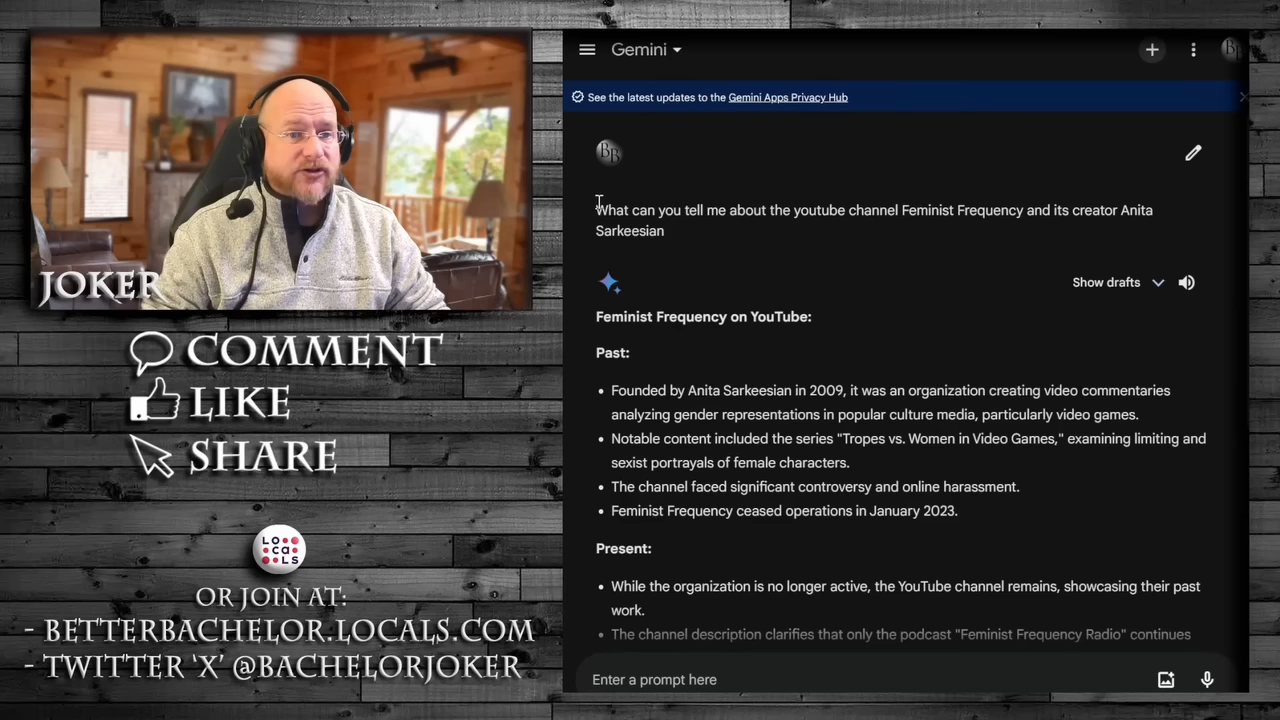 JOKER
COMMENT
LIKE
SHARE
LOcaLS
OR JOIN AT:
- BETTERBACHELOR.LOCALS.COM
- TWITTER 'X' @BACHELORJOKER
Gemini
See the latest updates to the Gemini Apps Privacy Hub
BB
What can you tell me about the youtube channel Feminist Frequency and its creator Anita
Sarkeesian
Show drafts
Feminist Frequency on YouTube:
Past:
• Founded by Anita Sarkeesian in 2009, it was an organization creating video commentaries
analyzing gender representations in popular culture media, particularly video games.
• Notable content included the series "Tropes vs. Women in Video Games," examining limiting and
sexist portrayals of female characters.
• The channel faced significant controversy and online harassment.
• Feminist Frequency ceased operations in January 2023.
Present:
• While the organization is no longer active, the YouTube channel remains, showcasing their past
work.
• The channel description clarifies that only the podcast "Feminist Frequency Radio" continues
Enter a prompt here